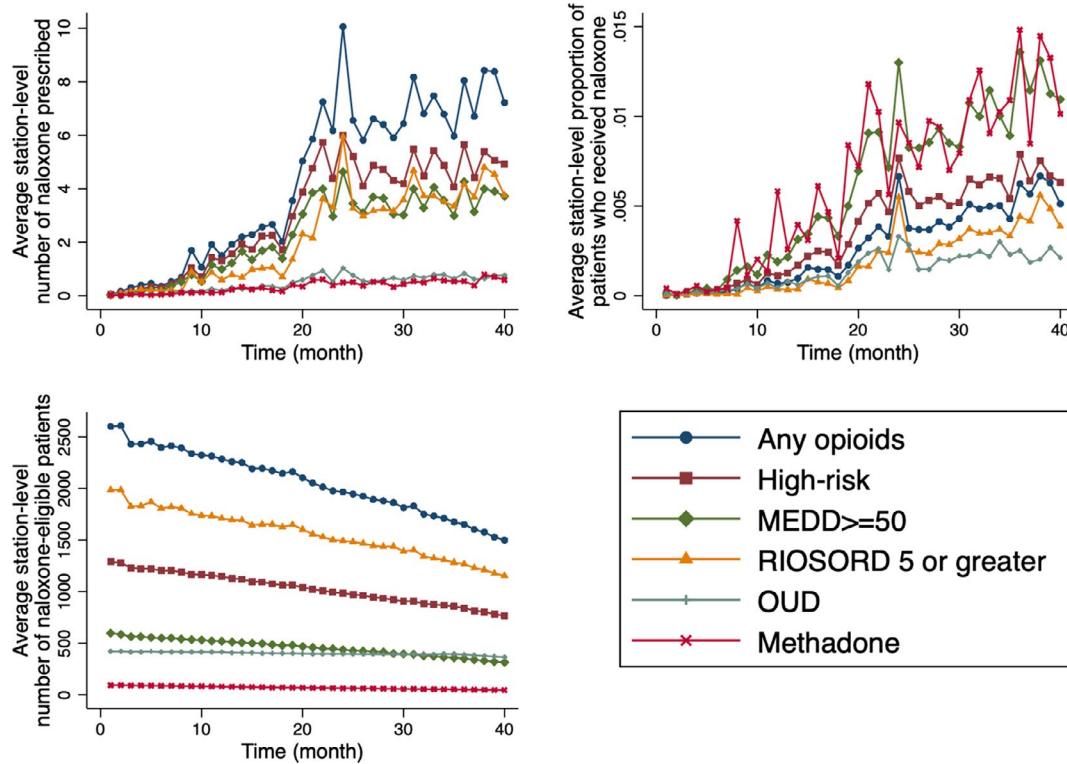 Average station-level
number of naloxone prescribed
10
8
6
4
2
0
0
10
20
30
40
Time (month)
Average station-level proportion of
patients who received naloxone
.015
.01
.005
0
0
10
20
30
40
Time (month)
Average station-level
number of naloxone-eligible patients
2500
2000
1500
1000
500
0
0
10
20
30
40
Time (month)
Any opioids
High-risk
MEDD>=50
RIOSORD 5 or greater
OUD
Methadone